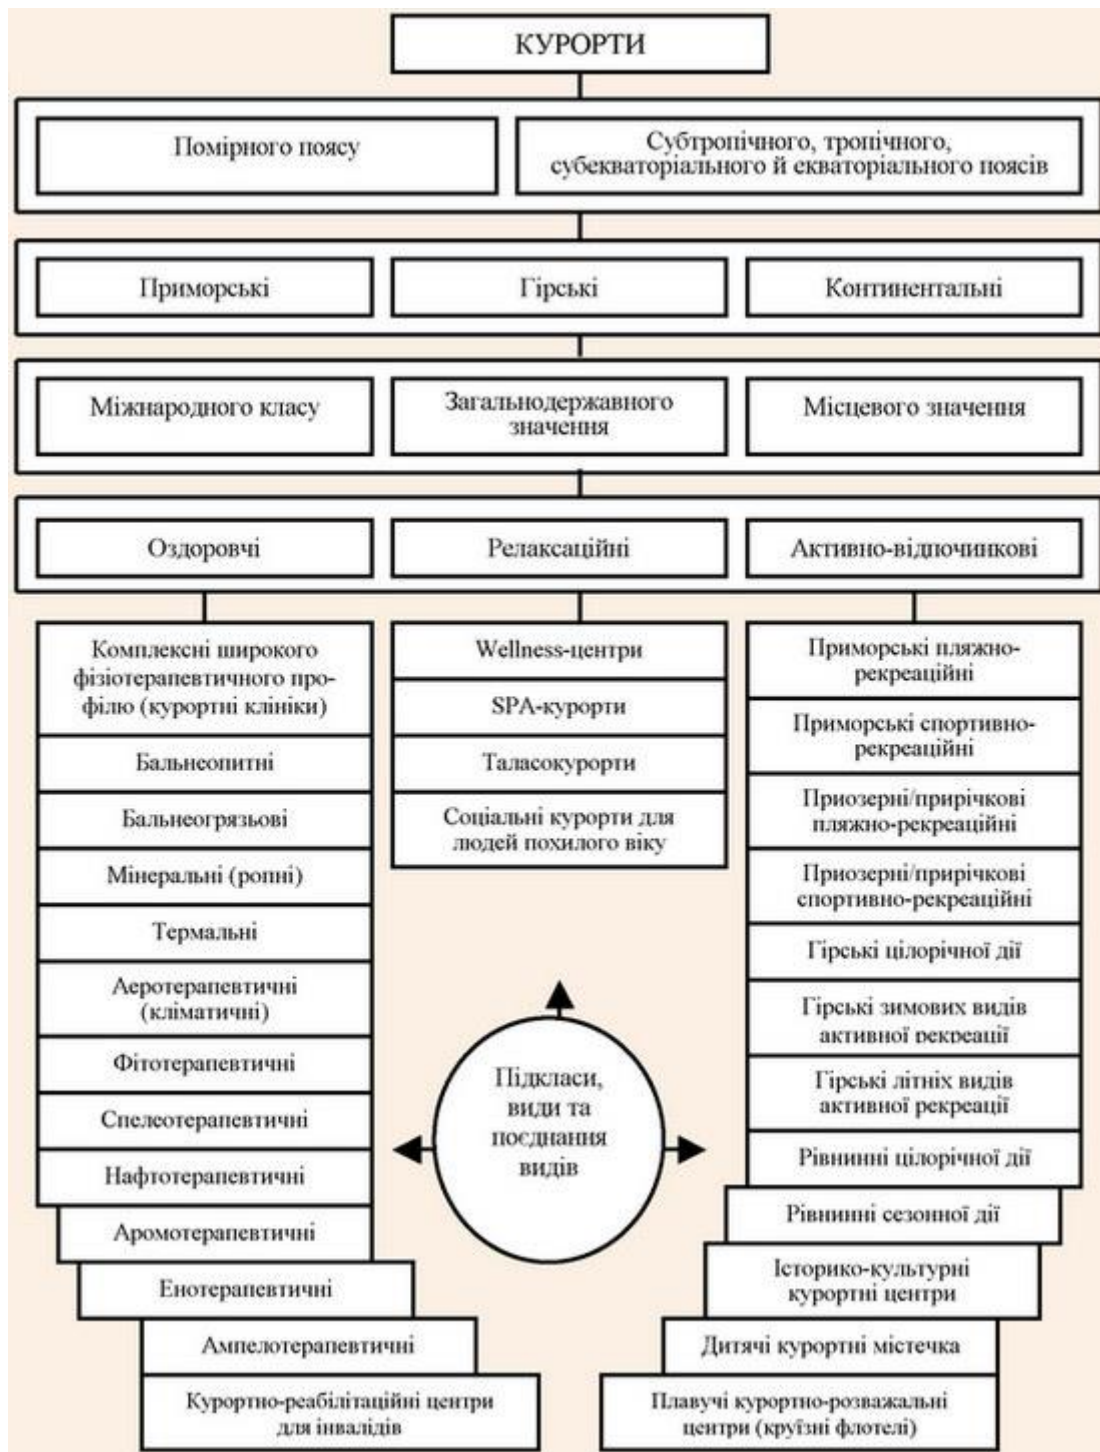 КУРОРТИ
Помірного поясу
Субтропічного, тропічного,
субекваторіального й екваторіального поясів
Приморські
Гірські
Континентальні
Міжнародного класу
Загальнодержавного
значення
Місцевого значення
Оздоровчі
Релаксаційні
Активно-відпочинкові
Комплексні широкого
фізіотерапевтичного про-
філю (курортні клініки)
Бальнеопитні
Бальнеогрязьові
Мінеральні (ропні)
Термальні
Аеротерапевтичні
(кліматичні)
Фітотерапевтичні
Спелеотерапевтичні
Нафтотерапевтичні
Аромотерапевтичні
Енотерапевтичні
Ампелотерапевтичні
Курортно-реабілітаційні центри
для інвалідів
Wellness-центри
SPA-курорти
Таласокурорти
Соціальні курорти для
людей похилого віку
Підкласи,
види та
поєднання
видів
Приморські пляжно-
рекреаційні
Приморські спортивно-
рекреаційні
Приозерні/прирічкові
пляжно-рекреаційні
Приозерні/прирічкові
спортивно-рекреаційні
Гірські цілорічної дії
Гірські зимових видів
активної рекреації
Гірські літніх видів
активної рекреації
Рівнинні цілорічної дії
Рівнинні сезонної дії
Історико-культурні
курортні центри
Дитячі курортні містечка
Плавучі курортно-розважальні
центри (круїзні флотелі)